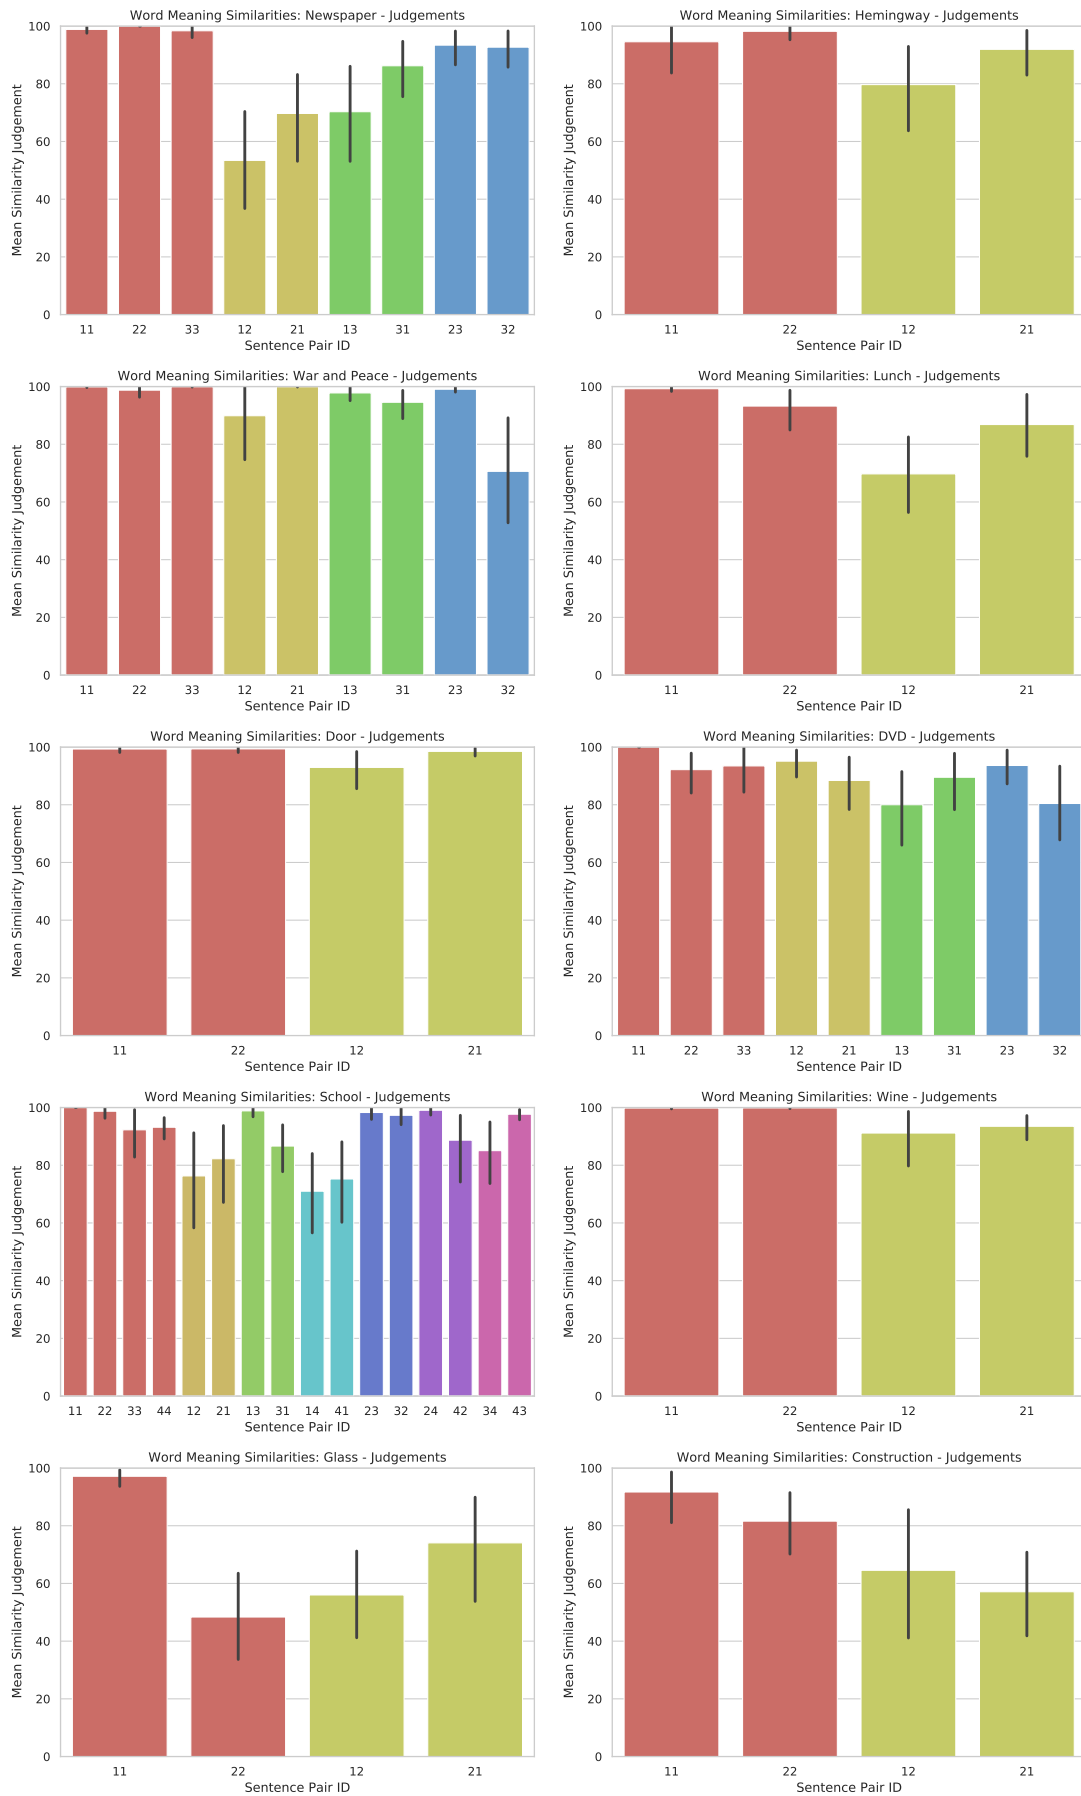 Word Meaning Similarities: Newspaper - Judgements
Mean Similarity Judgement
100
80
60
40
20
0
11 22 33 12 21 13 31 23 32
Sentence Pair ID
Word Meaning Similarities: Hemingway - Judgements
Mean Similarity Judgement
100
80
60
40
20
0
11 22 12 21
Sentence Pair ID
Word Meaning Similarities: War and Peace - Judgements
Mean Similarity Judgement
100
80
60
40
20
0
11 22 33 12 21 13 31 23 32
Sentence Pair ID
Word Meaning Similarities: Lunch - Judgements
Mean Similarity Judgement
100
80
60
40
20
0
11 22 12 21
Sentence Pair ID
Word Meaning Similarities: Door - Judgements
Mean Similarity Judgement
100
80
60
40
20
0
11 22 12 21
Sentence Pair ID
Word Meaning Similarities: DVD - Judgements
Mean Similarity Judgement
100
80
60
40
20
0
11 22 33 12 21 13 31 23 32
Sentence Pair ID
Word Meaning Similarities: School - Judgements
Mean Similarity Judgement
100
80
60
40
20
0
11 22 33 44 12 21 13 31 14 41 23 32 24 42 34 43
Sentence Pair ID
Word Meaning Similarities: Wine - Judgements
Mean Similarity Judgement
100
80
60
40
20
0
11 22 12 21
Sentence Pair ID
Word Meaning Similarities: Glass - Judgements
Mean Similarity Judgement
100
80
60
40
20
0
11 22 12 21
Sentence Pair ID
Word Meaning Similarities: Construction - Judgements
Mean Similarity Judgement
100
80
60
40
20
0
11 22 12 21
Sentence Pair ID